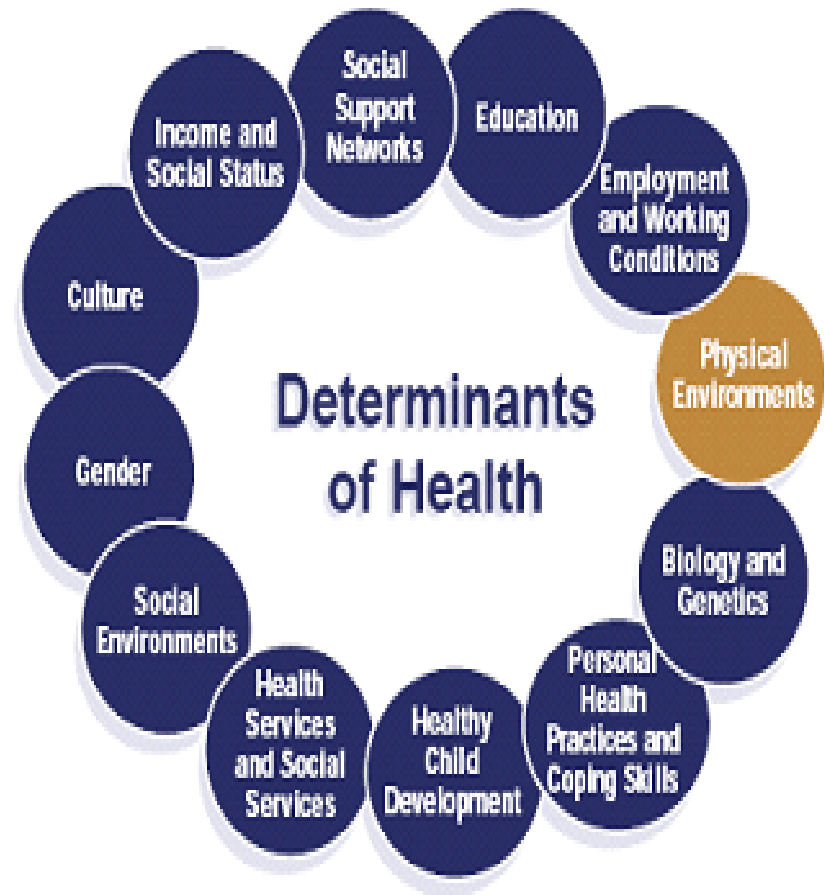 Determinants
of Health
Social
Support
Networks
Education
Employment
and Working
Conditions
Physical
Environments
Biology and
Genetics
Personal
Health
Practices and
Coping Skills
Healthy
Child
Development
Health
Services
and Social
Services
Social
Environments
Gender
Culture
Income and
Social Status